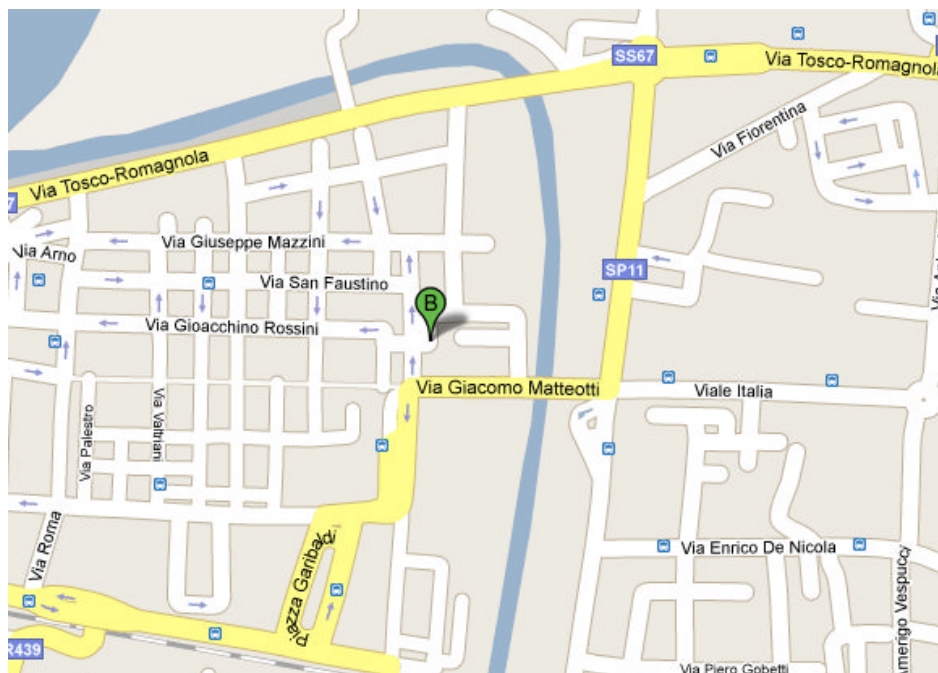 SS67
Via Tosco-Romagnola
Via Fiorentina
Via Tosco-Romagnola
7
Via Giuseppe Mazzini
Via Arno
SP11
Via San Faustino
B
Via Gioacchino Rossini
Via Giacomo Matteotti
Viale Italia
Via Valtriani
Via Palestro
Via Roma
Piazza Garibaldi
Via Enrico De Nicola
Amerigo Vespucci
R439
Via Piero Gobetti